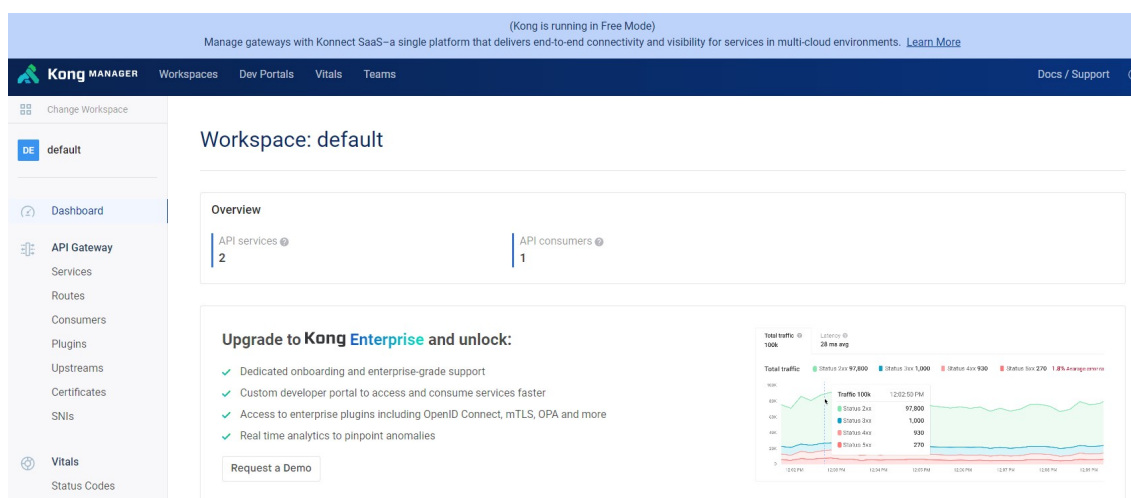 (Kong is running in Free Mode)
Manage gateways with Konnect SaaS–a single platform that delivers end-to-end connectivity and visibility for services in multi-cloud environments. Learn More
Kong MANAGER Workspaces Dev Portals Vitals Teams Docs / Support
Change Workspace
DE default
Workspace: default
Dashboard
API Gateway
Services
Routes
Consumers
Plugins
Upstreams
Certificates
SNIs
Vitals
Status Codes
Overview
API services
2
API consumers
1
Upgrade to Kong Enterprise and unlock:
Dedicated onboarding and enterprise-grade support
Custom developer portal to access and consume services faster
Access to enterprise plugins including OpenID Connect, mTLS, OPA and more
Real time analytics to pinpoint anomalies
Request a Demo
Total traffic Latency
100k 28 ms avg
Total traffic Status 2xx 97,800 Status 3xx 1,000 Status 4xx 930 Status 5xx 270 1.8%
Traffic 100k 12:02:50 PM
Status 2xx 97,800
Status 3xx 1,000
Status 4xx 930
Status 5xx 270